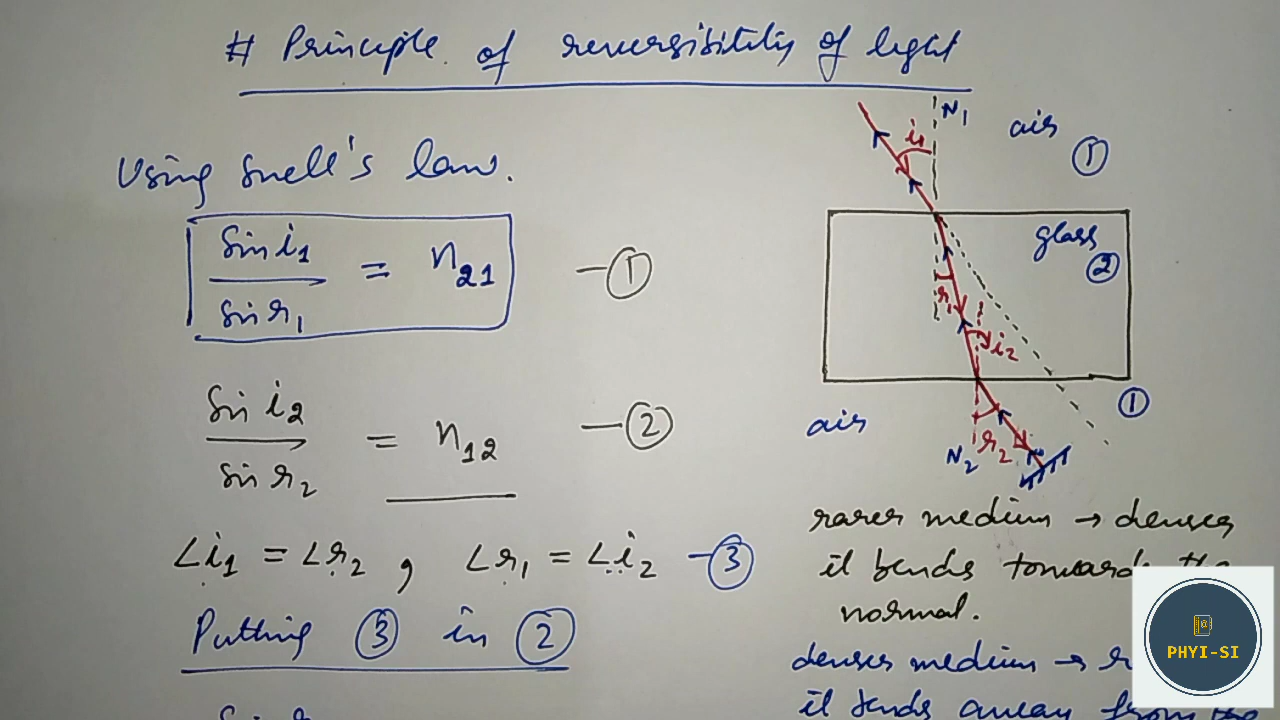 # Principle of reversibility of light
Using Snell's law.
sin i1 / sin r1 = n21 - ①
sin i2 / sin r2 = n12 - ②
∠i1 = ∠r2 , ∠r1 = ∠i2 - ③
Putting ③ in ②
N1
air ①
i1
glass ②
r1
i2
air
①
N2
r2
rarer medium → denser
it bends towards the
normal.
denser medium →
it bends away from the
PHYI-SI